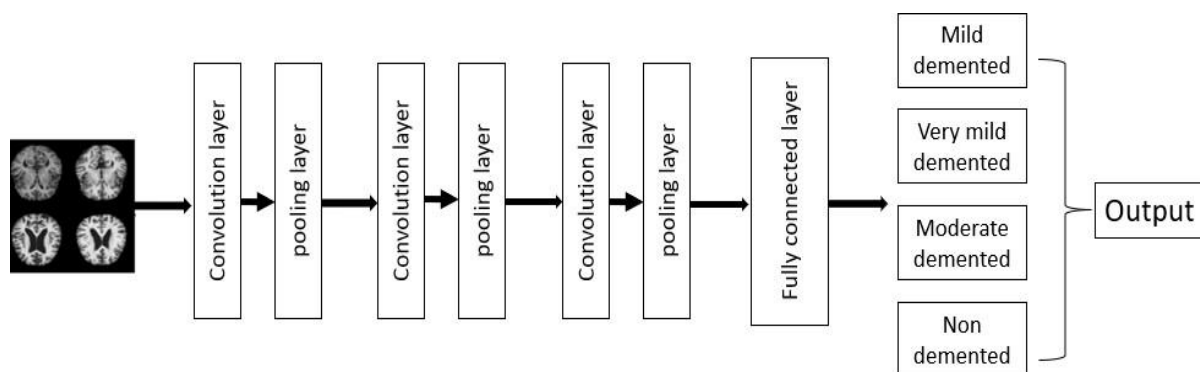 Convolution layer
pooling layer
Convolution layer
pooling layer
Convolution layer
pooling layer
Fully connected layer
Mild
demented
Very mild
demented
Moderate
demented
Non
demented
Output